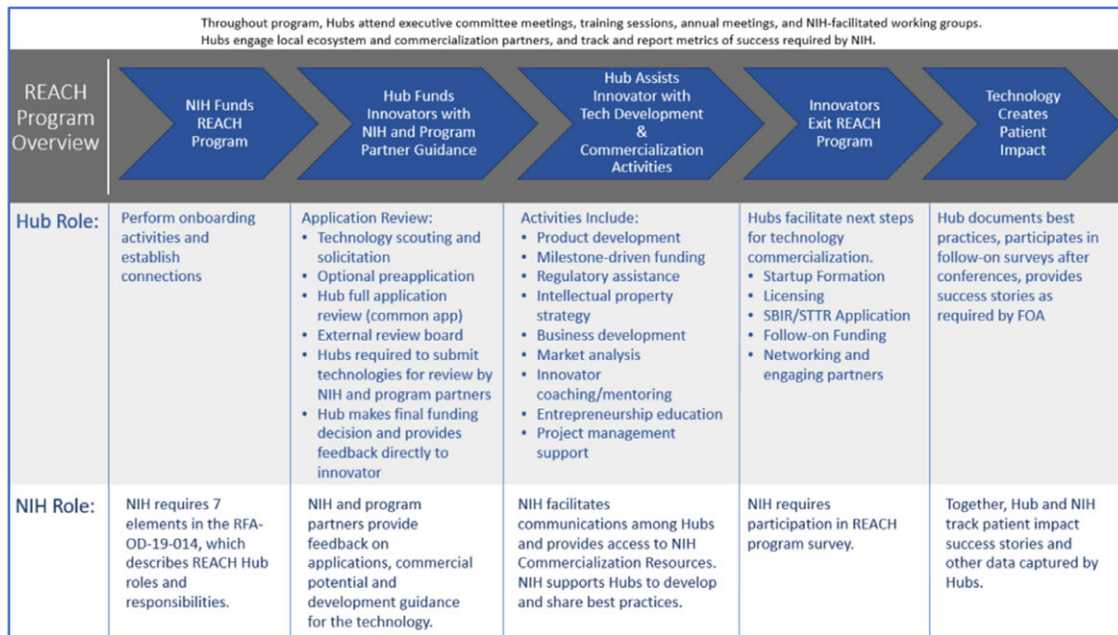 Throughout program, Hubs attend executive committee meetings, training sessions, annual meetings, and NIH-facilitated working groups.
Hubs engage local ecosystem and commercialization partners, and track and report metrics of success required by NIH.
REACH
Program
Overview
NIH Funds
REACH
Program
Hub Funds
Innovators with
NIH and Program
Partner Guidance
Hub Assists
Innovator with
Tech Development
&
Commercialization
Activities
Innovators
Exit REACH
Program
Technology
Creates
Patient
Impact
Hub Role:
Perform onboarding
activities and
establish
connections
Application Review:
• Technology scouting and
solicitation
• Optional preapplication
• Hub full application
review (common app)
• External review board
• Hubs required to submit
technologies for review by
NIH and program partners
• Hub makes final funding
decision and provides
feedback directly to
innovator
Activities Include:
• Product development
• Milestone-driven funding
• Regulatory assistance
• Intellectual property
strategy
• Business development
• Market analysis
• Innovator
coaching/mentoring
• Entrepreneurship education
• Project management
support
Hubs facilitate next steps
for technology
commercialization.
• Startup Formation
• Licensing
• SBIR/STTR Application
• Follow-on Funding
• Networking and
engaging partners
Hub documents best
practices, participates in
follow-on surveys after
conferences, provides
success stories as
required by FOA
NIH Role:
NIH requires 7
elements in the RFA-
OD-19-014, which
describes REACH Hub
roles and
responsibilities.
NIH and program
partners provide
feedback on
applications, commercial
potential and
development guidance
for the technology.
NIH facilitates
communications among Hubs
and provides access to NIH
Commercialization Resources.
NIH supports Hubs to develop
and share best practices.
NIH requires
participation in REACH
program survey.
Together, Hub and NIH
track patient impact
success stories and
other data captured by
Hubs.